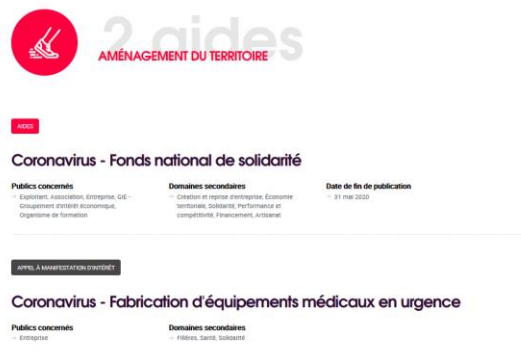 2 aides
AMÉNAGEMENT DU TERRITOIRE
AIDES
Coronavirus - Fonds national de solidarité
Publics concernés
→ Exploitant, Association, Entreprise, GIE -
Groupement d'intérêt économique,
Organisme de formation
Domaines secondaires
→ Création et reprise d'entreprise, Économie
territoriale, Solidarité, Performance et
compétitivité, Financement, Artisanat
Date de fin de publication
→ 31 mai 2020
APPEL À MANIFESTATION D'INTÉRÊT
Coronavirus - Fabrication d'équipements médicaux en urgence
Publics concernés
→ Entreprise
Domaines secondaires
→ Filières, Santé, Solidarité